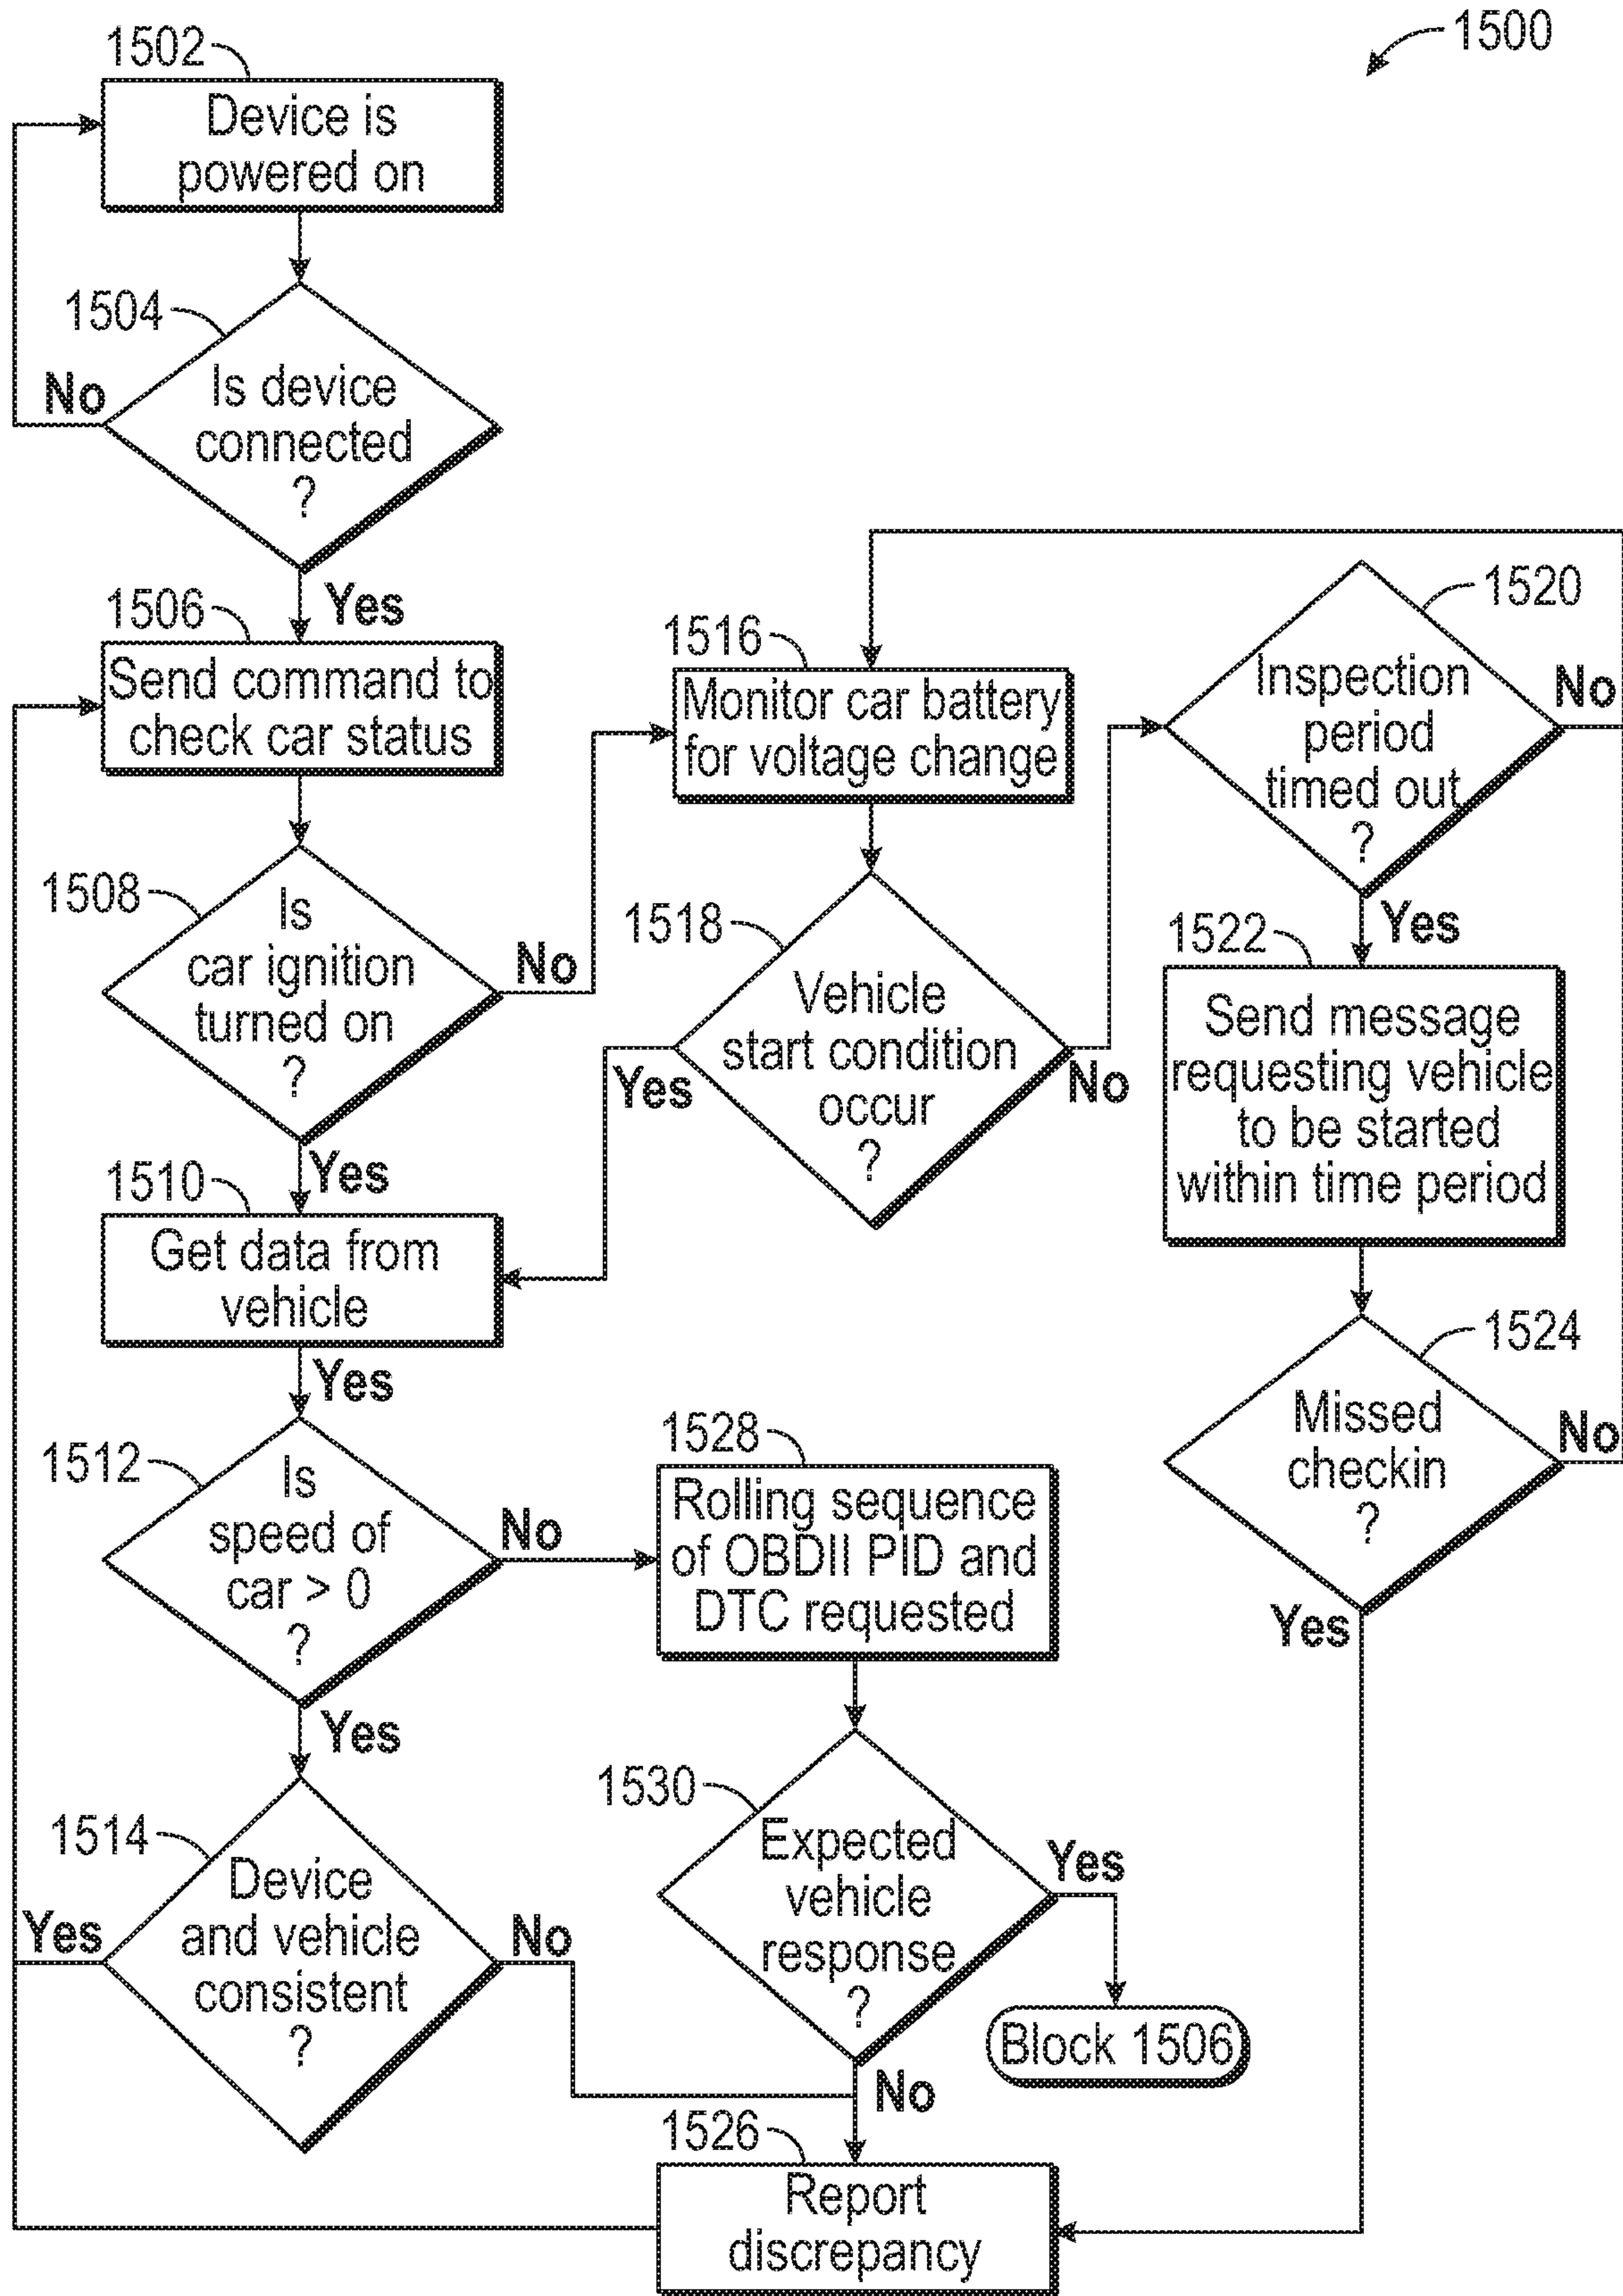 1500
1502
Device is
powered on
1504
Is device
connected
?
No
Yes
1506
Send command to
check car status
1508
Is
car ignition
turned on
?
No
Yes
1510
Get data from
vehicle
Yes
1512
Is
speed of
car > 0
?
No
Yes
1514
Device
and vehicle
consistent
?
Yes
No
1516
Monitor car battery
for voltage change
1518
Vehicle
start condition
occur
?
Yes
No
1520
Inspection
period
timed out
?
No
Yes
1522
Send message
requesting vehicle
to be started
within time period
1524
Missed
checkin
?
No
Yes
1528
Rolling sequence
of OBDII PID and
DTC requested
1530
Expected
vehicle
response
?
Yes
Block 1506
No
1526
Report
discrepancy